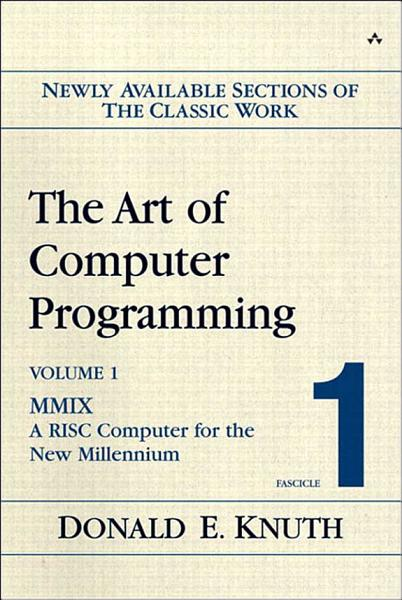 NEWLY AVAILABLE SECTIONS OF
THE CLASSIC WORK
The Art of
Computer
Programming
VOLUME 1
MMIX
A RISC Computer for the
New Millennium
FASCICLE 1
DONALD E. KNUTH